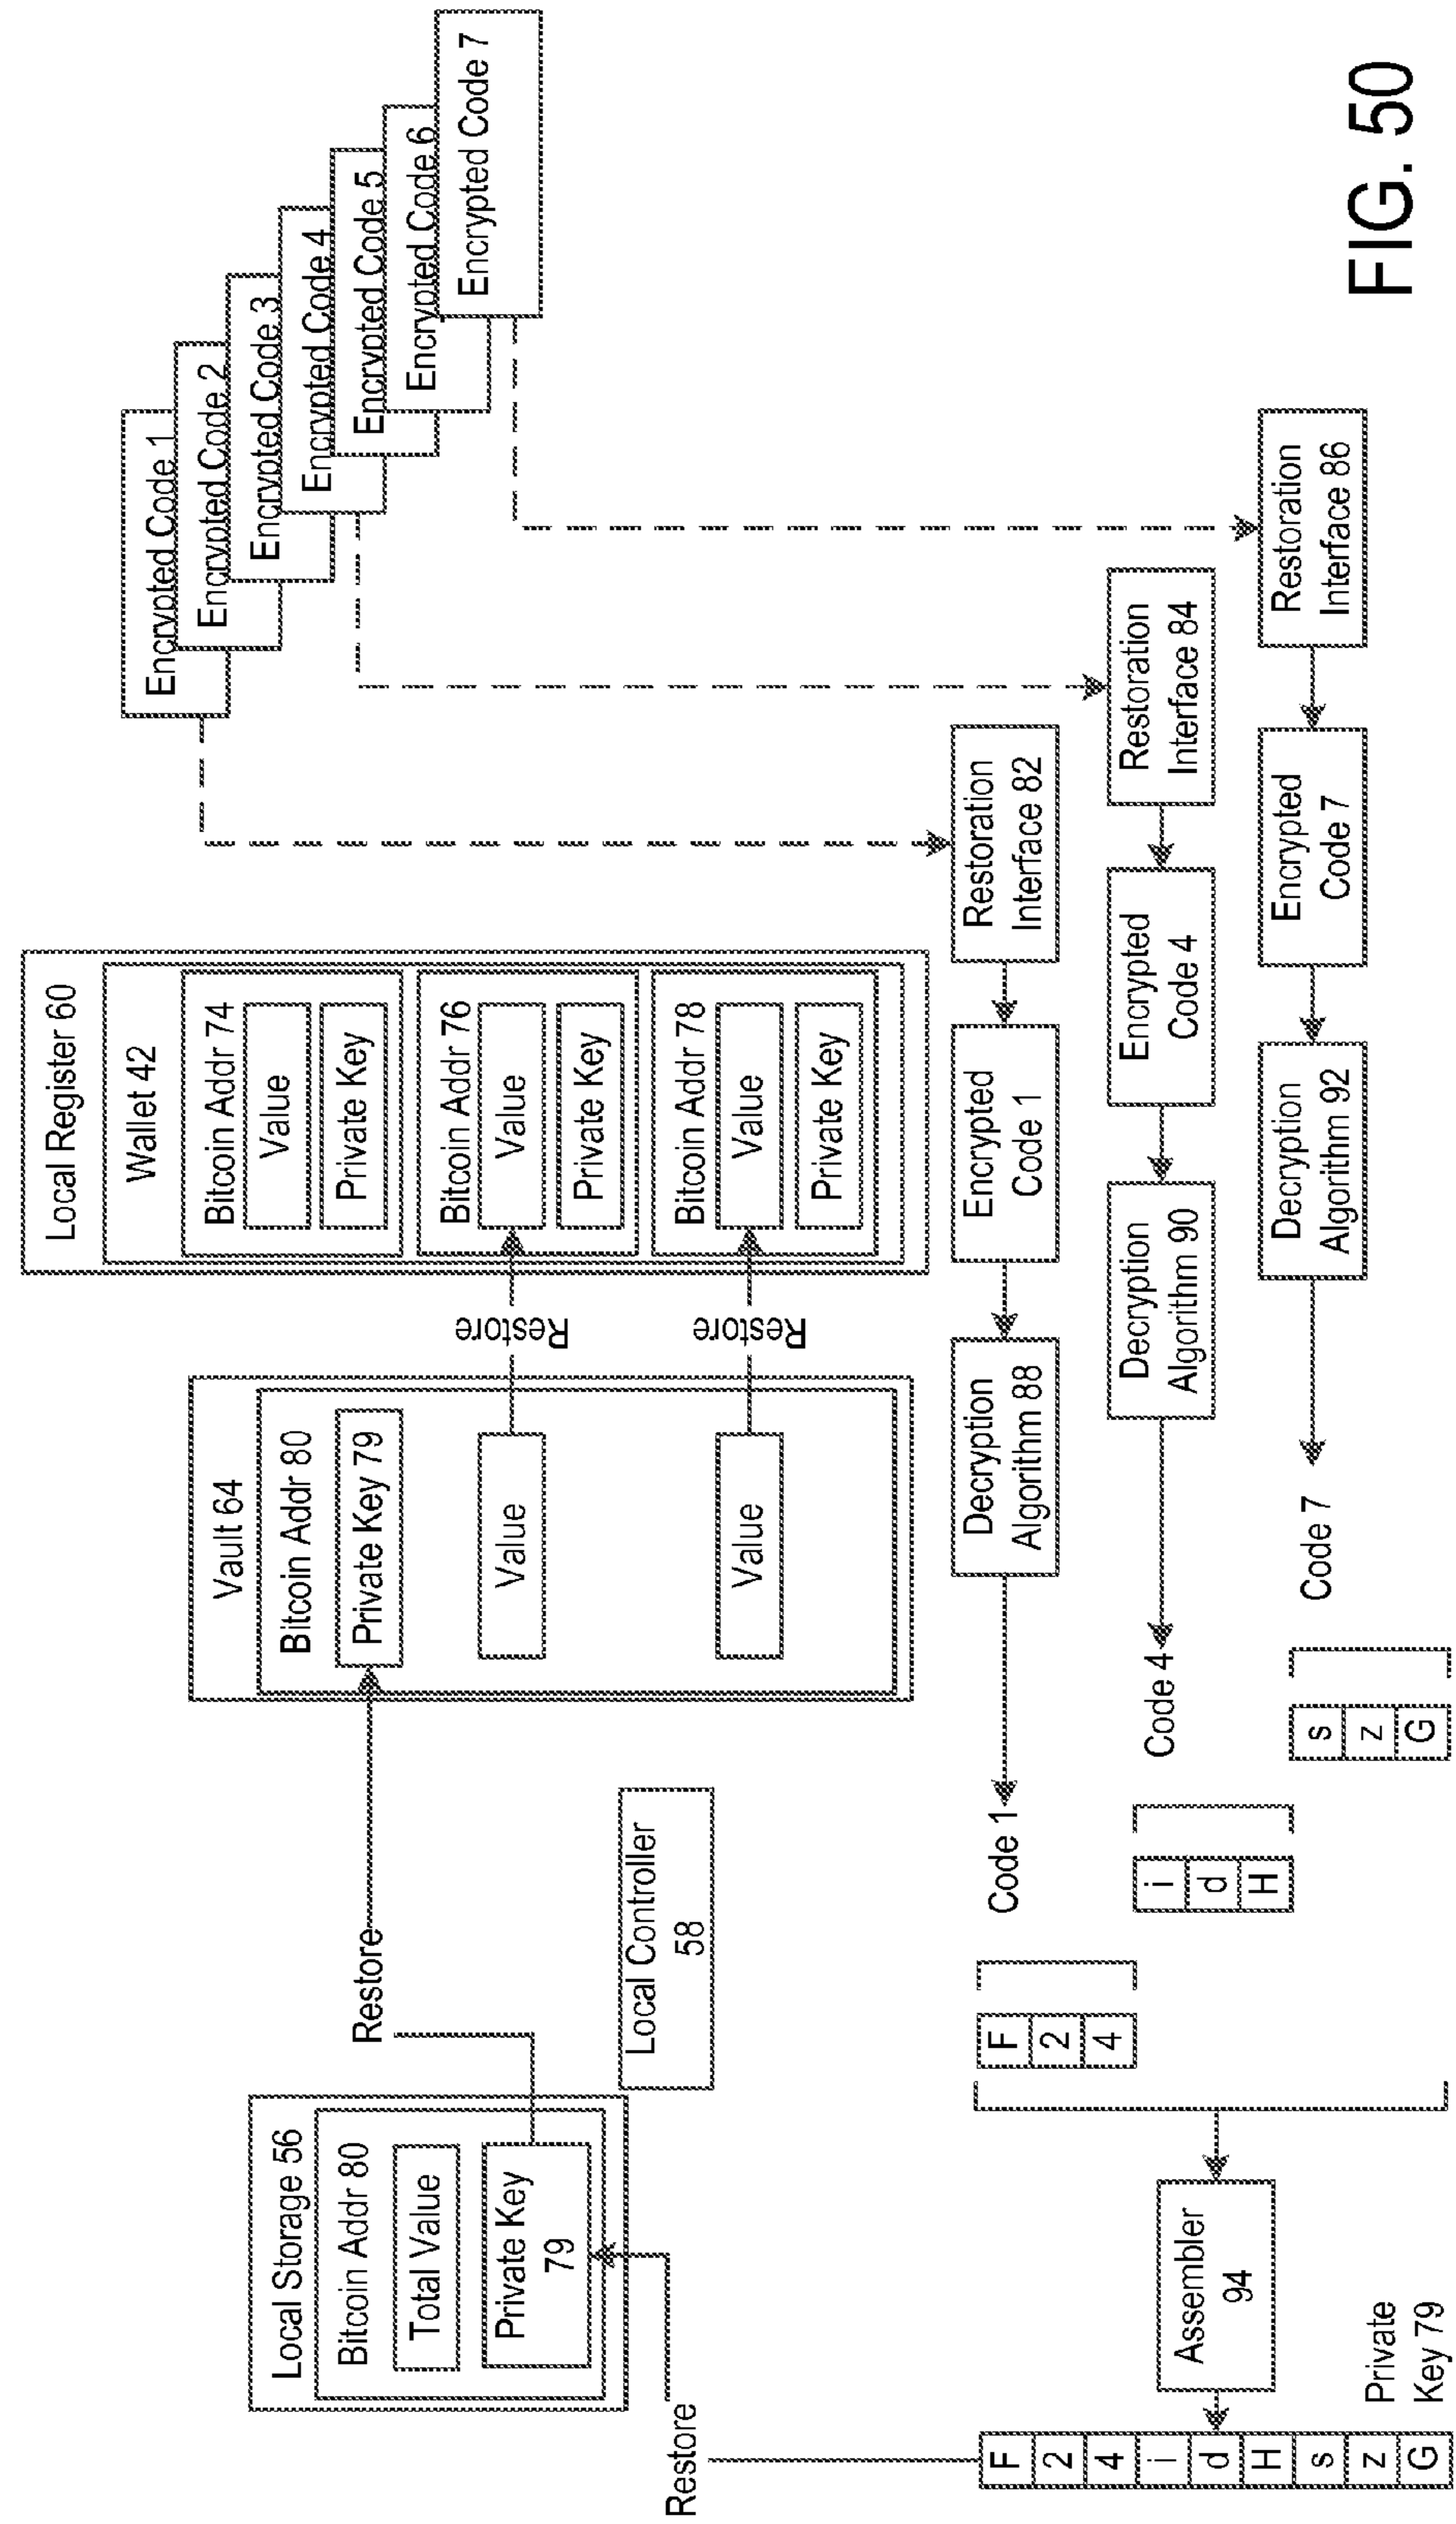 Local Storage 56
Bitcoin Addr 80
Total Value
Private Key
79
Restore
Local Controller
58
Vault 64
Bitcoin Addr 80
Private Key 79
Value
Value
Restore
Restore
Local Register 60
Wallet 42
Bitcoin Addr 74
Value
Private Key
Bitcoin Addr 76
Value
Private Key
Bitcoin Addr 78
Value
Private Key
Encrypted Code 1
Encrypted Code 2
Encrypted Code 3
Encrypted Code 4
Encrypted Code 5
Encrypted Code 6
Encrypted Code 7
Restore
F
2
4
i
d
H
s
z
G
Private
Key 79
Assembler
94
F
2
4
Code 1
Decryption
Algorithm 88
Encrypted
Code 1
Restoration
Interface 82
i
d
H
Code 4
Decryption
Algorithm 90
Encrypted
Code 4
Restoration
Interface 84
s
z
G
Code 7
Decryption
Algorithm 92
Encrypted
Code 7
Restoration
Interface 86
FIG. 50